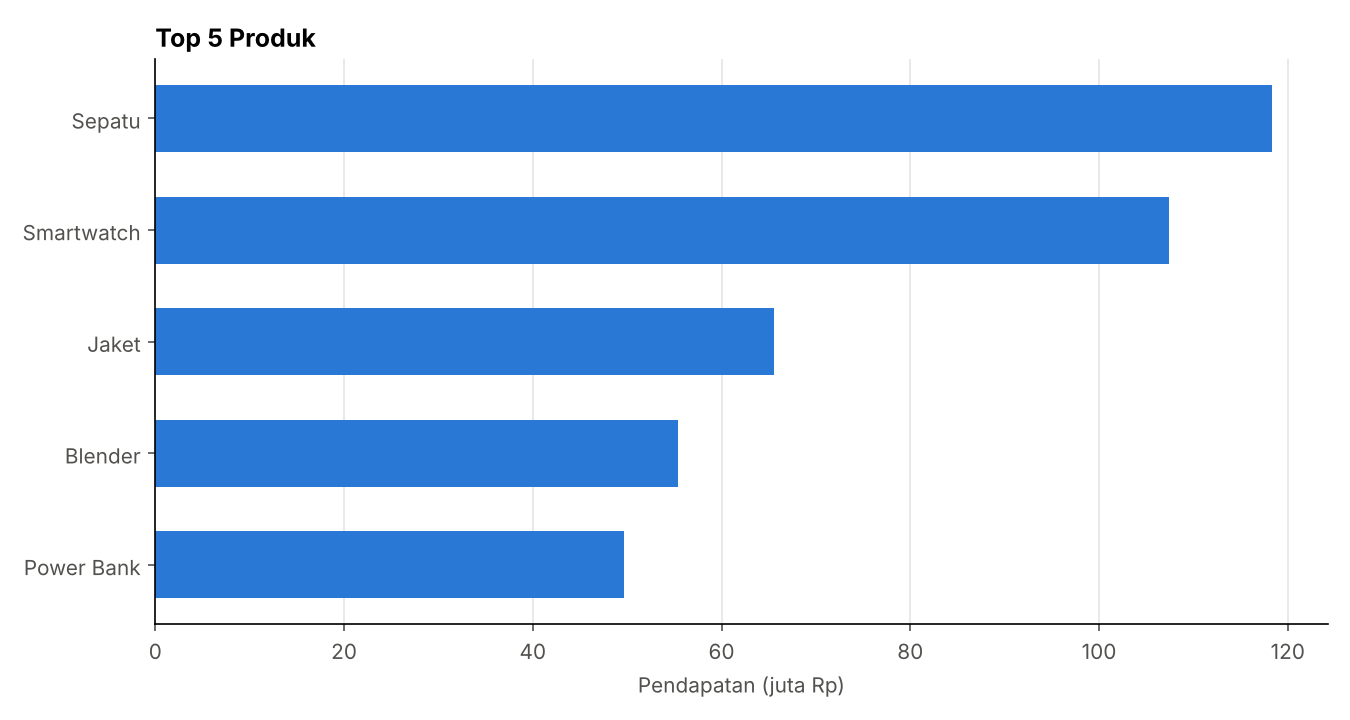 Top 5 Produk
Sepatu
Smartwatch
Jaket
Blender
Power Bank
0 20 40 60 80 100 120
Pendapatan (juta Rp)